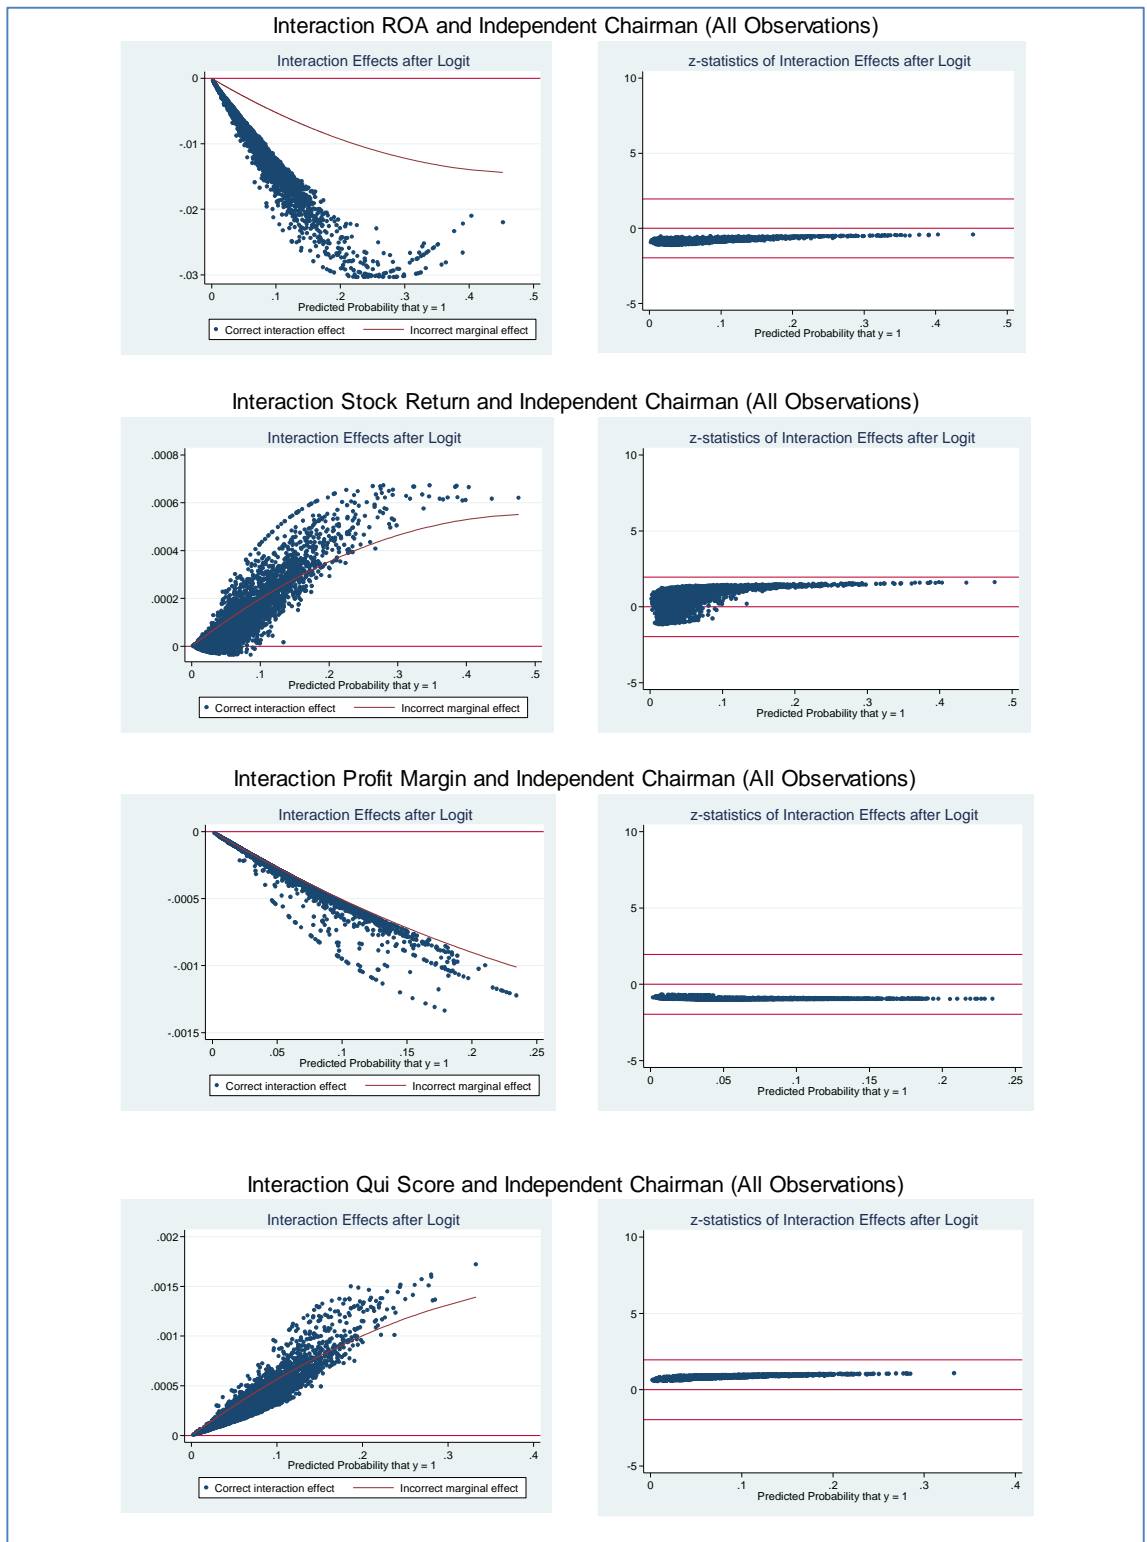 Interaction ROA and Independent Chairman (All Observations)
Interaction Effects after Logit
0
-.01
-.02
-.03
0 .1 .2 .3 .4 .5
Predicted Probability that y = 1
Correct interaction effect Incorrect marginal effect
z-statistics of Interaction Effects after Logit
10
5
0
-5
0 .1 .2 .3 .4 .5
Predicted Probability that y = 1
Interaction Stock Return and Independent Chairman (All Observations)
Interaction Effects after Logit
.0008
.0006
.0004
.0002
0
0 .1 .2 .3 .4 .5
Predicted Probability that y = 1
Correct interaction effect Incorrect marginal effect
z-statistics of Interaction Effects after Logit
10
5
0
-5
0 .1 .2 .3 .4 .5
Predicted Probability that y = 1
Interaction Profit Margin and Independent Chairman (All Observations)
Interaction Effects after Logit
0
-.0005
-.001
-.0015
0 .05 .1 .15 .2 .25
Predicted Probability that y = 1
Correct interaction effect Incorrect marginal effect
z-statistics of Interaction Effects after Logit
10
5
0
-5
0 .05 .1 .15 .2 .25
Predicted Probability that y = 1
Interaction Qui Score and Independent Chairman (All Observations)
Interaction Effects after Logit
.002
.0015
.001
.0005
0
0 .1 .2 .3 .4
Predicted Probability that y = 1
Correct interaction effect Incorrect marginal effect
z-statistics of Interaction Effects after Logit
10
5
0
-5
0 .1 .2 .3 .4
Predicted Probability that y = 1